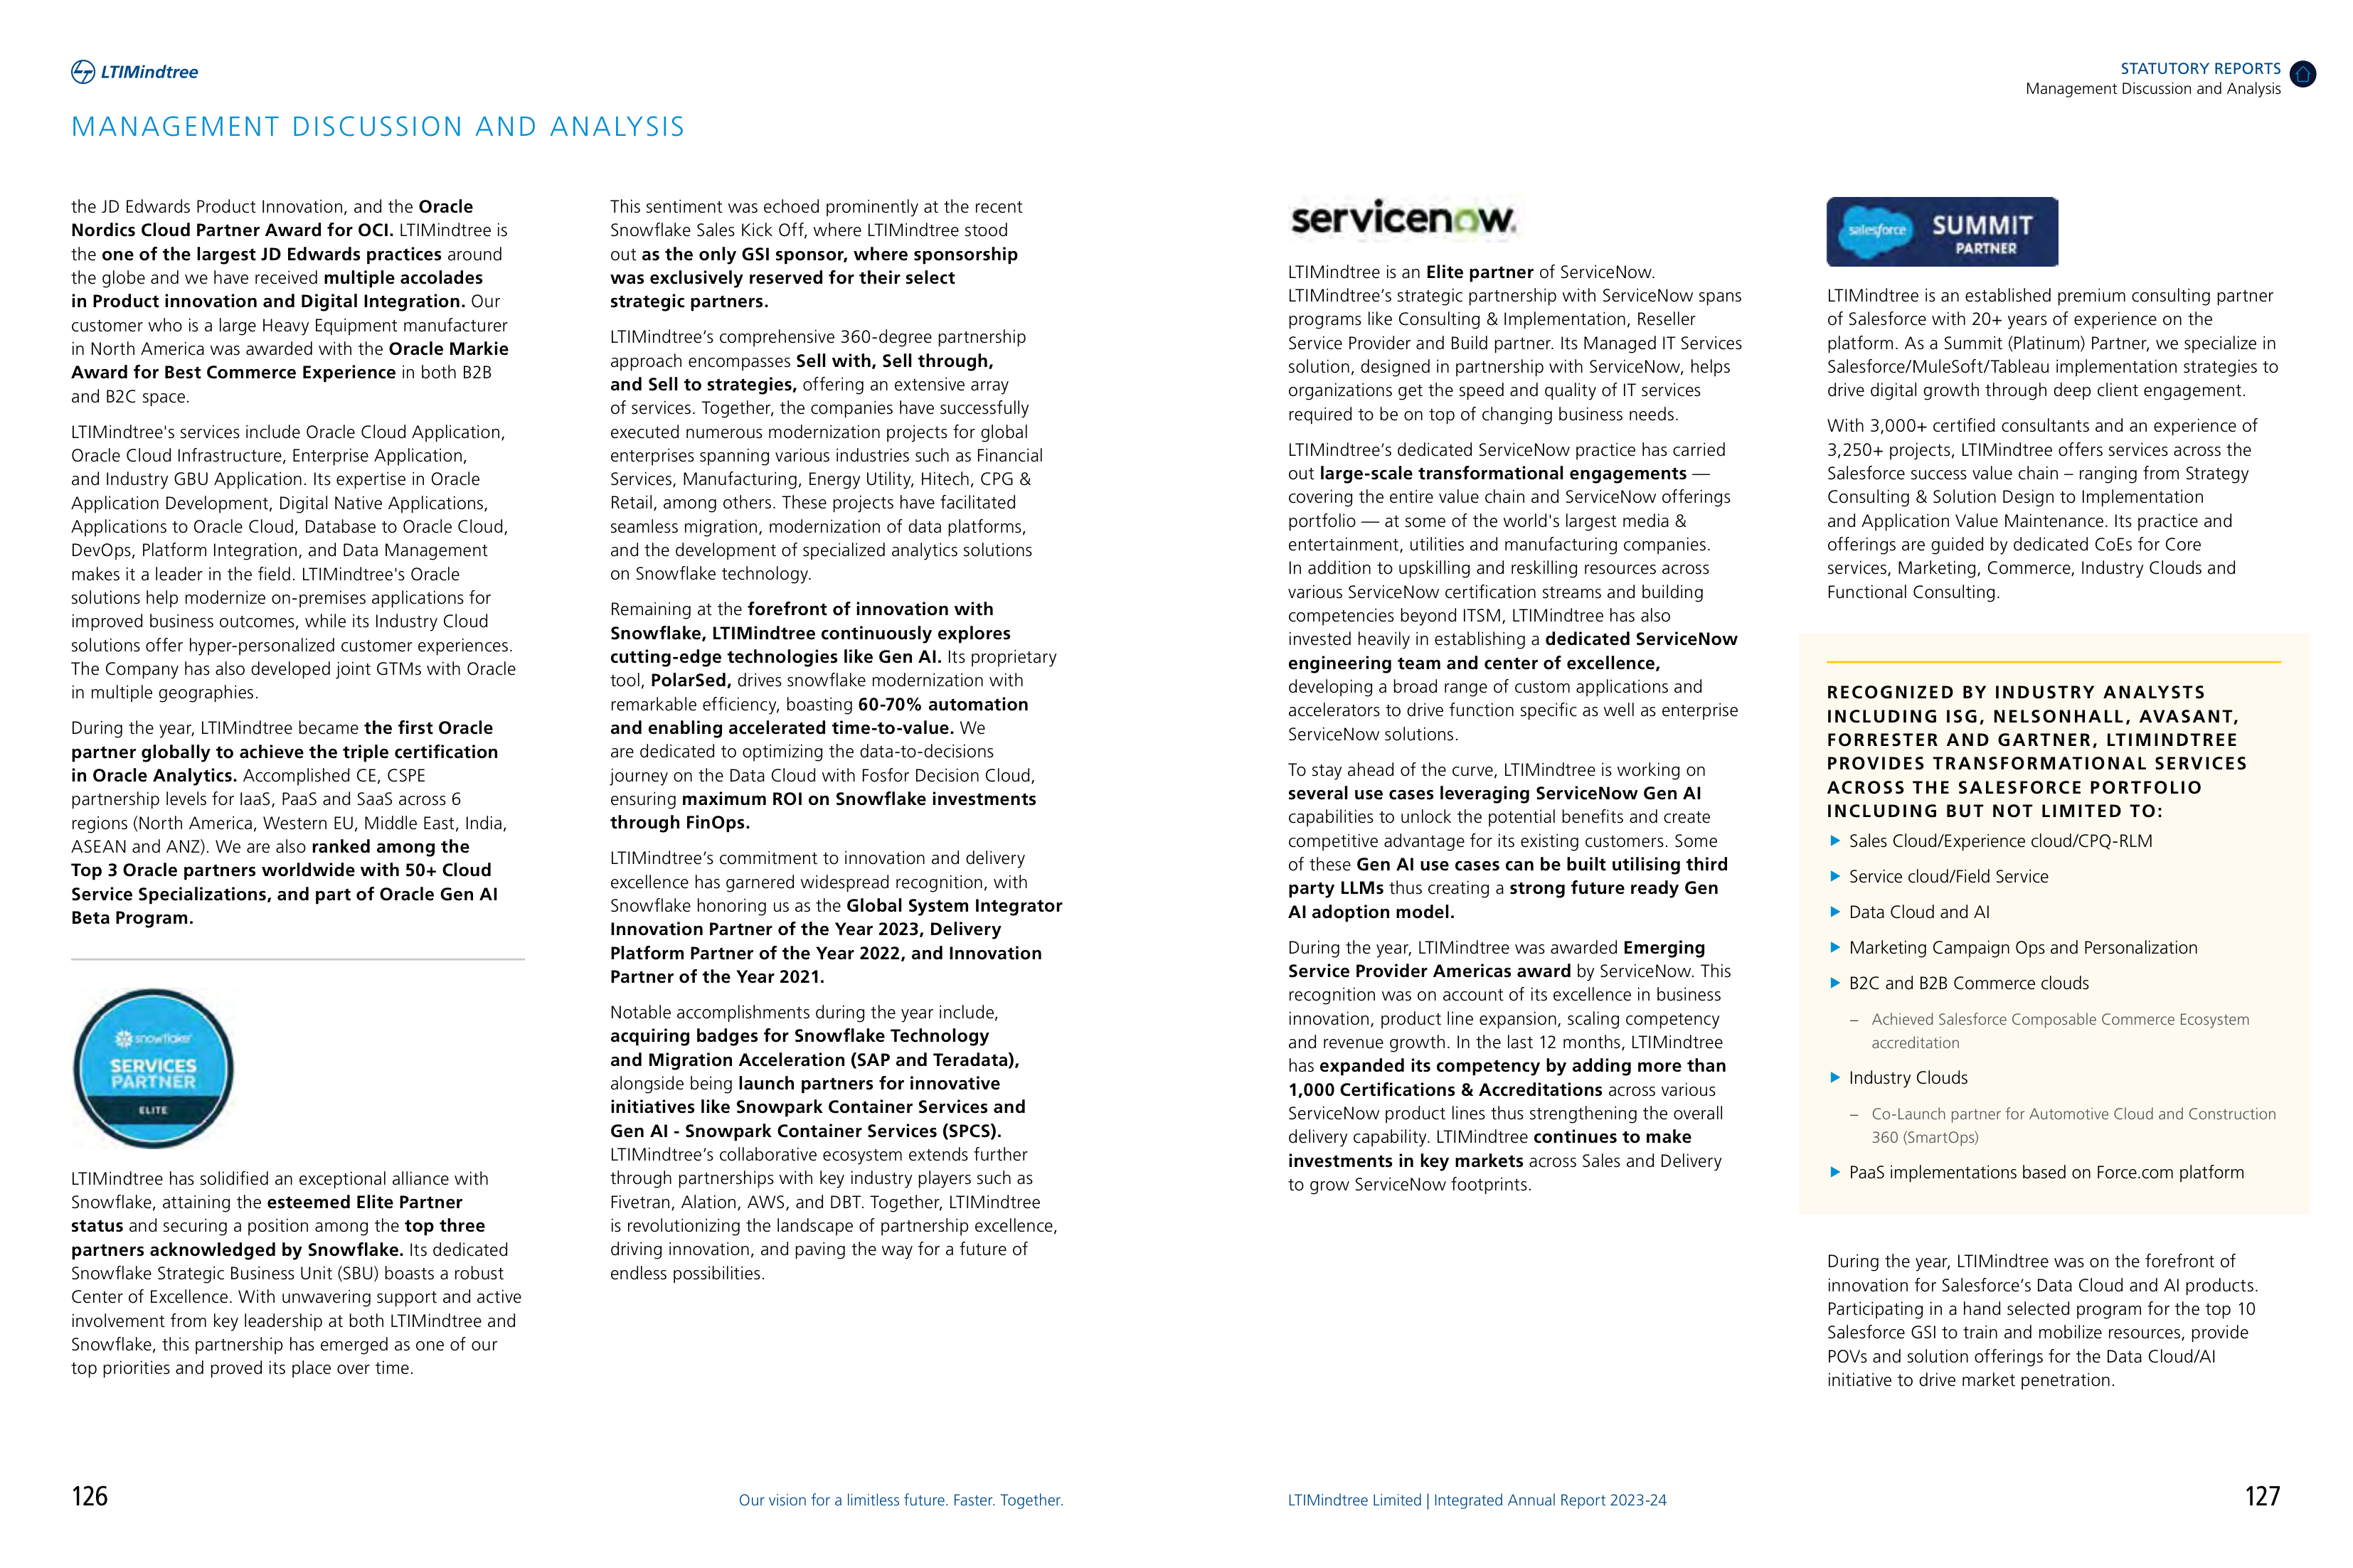 LTIMindtree
STATUTORY REPORTS
Management Discussion and Analysis
MANAGEMENT DISCUSSION AND ANALYSIS
the JD Edwards Product Innovation, and the Oracle
Nordics Cloud Partner Award for OCI. LTIMindtree is
the one of the largest JD Edwards practices around
the globe and we have received multiple accolades
in Product innovation and Digital Integration. Our
customer who is a large Heavy Equipment manufacturer
in North America was awarded with the Oracle Markie
Award for Best Commerce Experience in both B2B
and B2C space.
LTIMindtree's services include Oracle Cloud Application,
Oracle Cloud Infrastructure, Enterprise Application,
and Industry GBU Application. Its expertise in Oracle
Application Development, Digital Native Applications,
Applications to Oracle Cloud, Database to Oracle Cloud,
DevOps, Platform Integration, and Data Management
makes it a leader in the field. LTIMindtree's Oracle
solutions help modernize on-premises applications for
improved business outcomes, while its Industry Cloud
solutions offer hyper-personalized customer experiences.
The Company has also developed joint GTMs with Oracle
in multiple geographies.
During the year, LTIMindtree became the first Oracle
partner globally to achieve the triple certification
in Oracle Analytics. Accomplished CE, CSPE
partnership levels for IaaS, PaaS and SaaS across 6
regions (North America, Western EU, Middle East, India,
ASEAN and ANZ). We are also ranked among the
Top 3 Oracle partners worldwide with 50+ Cloud
Service Specializations, and part of Oracle Gen AI
Beta Program.
snowflake
SERVICES
PARTNER
ELITE
LTIMindtree has solidified an exceptional alliance with
Snowflake, attaining the esteemed Elite Partner
status and securing a position among the top three
partners acknowledged by Snowflake. Its dedicated
Snowflake Strategic Business Unit (SBU) boasts a robust
Center of Excellence. With unwavering support and active
involvement from key leadership at both LTIMindtree and
Snowflake, this partnership has emerged as one of our
top priorities and proved its place over time.
This sentiment was echoed prominently at the recent
Snowflake Sales Kick Off, where LTIMindtree stood
out as the only GSI sponsor, where sponsorship
was exclusively reserved for their select
strategic partners.
LTIMindtree’s comprehensive 360-degree partnership
approach encompasses Sell with, Sell through,
and Sell to strategies, offering an extensive array
of services. Together, the companies have successfully
executed numerous modernization projects for global
enterprises spanning various industries such as Financial
Services, Manufacturing, Energy Utility, Hitech, CPG &
Retail, among others. These projects have facilitated
seamless migration, modernization of data platforms,
and the development of specialized analytics solutions
on Snowflake technology.
Remaining at the forefront of innovation with
Snowflake, LTIMindtree continuously explores
cutting-edge technologies like Gen AI. Its proprietary
tool, PolarSed, drives snowflake modernization with
remarkable efficiency, boasting 60-70% automation
and enabling accelerated time-to-value. We
are dedicated to optimizing the data-to-decisions
journey on the Data Cloud with Fosfor Decision Cloud,
ensuring maximum ROI on Snowflake investments
through FinOps.
LTIMindtree’s commitment to innovation and delivery
excellence has garnered widespread recognition, with
Snowflake honoring us as the Global System Integrator
Innovation Partner of the Year 2023, Delivery
Platform Partner of the Year 2022, and Innovation
Partner of the Year 2021.
Notable accomplishments during the year include,
acquiring badges for Snowflake Technology
and Migration Acceleration (SAP and Teradata),
alongside being launch partners for innovative
initiatives like Snowpark Container Services and
Gen AI - Snowpark Container Services (SPCS).
LTIMindtree’s collaborative ecosystem extends further
through partnerships with key industry players such as
Fivetran, Alation, AWS, and DBT. Together, LTIMindtree
is revolutionizing the landscape of partnership excellence,
driving innovation, and paving the way for a future of
endless possibilities.
servicenow.
LTIMindtree is an Elite partner of ServiceNow.
LTIMindtree’s strategic partnership with ServiceNow spans
programs like Consulting & Implementation, Reseller
Service Provider and Build partner. Its Managed IT Services
solution, designed in partnership with ServiceNow, helps
organizations get the speed and quality of IT services
required to be on top of changing business needs.
LTIMindtree’s dedicated ServiceNow practice has carried
out large-scale transformational engagements —
covering the entire value chain and ServiceNow offerings
portfolio — at some of the world's largest media &
entertainment, utilities and manufacturing companies.
In addition to upskilling and reskilling resources across
various ServiceNow certification streams and building
competencies beyond ITSM, LTIMindtree has also
invested heavily in establishing a dedicated ServiceNow
engineering team and center of excellence,
developing a broad range of custom applications and
accelerators to drive function specific as well as enterprise
ServiceNow solutions.
To stay ahead of the curve, LTIMindtree is working on
several use cases leveraging ServiceNow Gen AI
capabilities to unlock the potential benefits and create
competitive advantage for its existing customers. Some
of these Gen AI use cases can be built utilising third
party LLMs thus creating a strong future ready Gen
AI adoption model.
During the year, LTIMindtree was awarded Emerging
Service Provider Americas award by ServiceNow. This
recognition was on account of its excellence in business
innovation, product line expansion, scaling competency
and revenue growth. In the last 12 months, LTIMindtree
has expanded its competency by adding more than
1,000 Certifications & Accreditations across various
ServiceNow product lines thus strengthening the overall
delivery capability. LTIMindtree continues to make
investments in key markets across Sales and Delivery
to grow ServiceNow footprints.
salesforce
SUMMIT
PARTNER
LTIMindtree is an established premium consulting partner
of Salesforce with 20+ years of experience on the
platform. As a Summit (Platinum) Partner, we specialize in
Salesforce/MuleSoft/Tableau implementation strategies to
drive digital growth through deep client engagement.
With 3,000+ certified consultants and an experience of
3,250+ projects, LTIMindtree offers services across the
Salesforce success value chain – ranging from Strategy
Consulting & Solution Design to Implementation
and Application Value Maintenance. Its practice and
offerings are guided by dedicated CoEs for Core
services, Marketing, Commerce, Industry Clouds and
Functional Consulting.
RECOGNIZED BY INDUSTRY ANALYSTS
INCLUDING ISG, NELSONHALL, AVASANT,
FORRESTER AND GARTNER, LTIMINDTREE
PROVIDES TRANSFORMATIONAL SERVICES
ACROSS THE SALESFORCE PORTFOLIO
INCLUDING BUT NOT LIMITED TO:
Sales Cloud/Experience cloud/CPQ-RLM
Service cloud/Field Service
Data Cloud and AI
Marketing Campaign Ops and Personalization
B2C and B2B Commerce clouds
– Achieved Salesforce Composable Commerce Ecosystem
accreditation
Industry Clouds
– Co-Launch partner for Automotive Cloud and Construction
360 (SmartOps)
PaaS implementations based on Force.com platform
During the year, LTIMindtree was on the forefront of
innovation for Salesforce’s Data Cloud and AI products.
Participating in a hand selected program for the top 10
Salesforce GSI to train and mobilize resources, provide
POVs and solution offerings for the Data Cloud/AI
initiative to drive market penetration.
126
Our vision for a limitless future. Faster. Together.
LTIMindtree Limited | Integrated Annual Report 2023-24
127